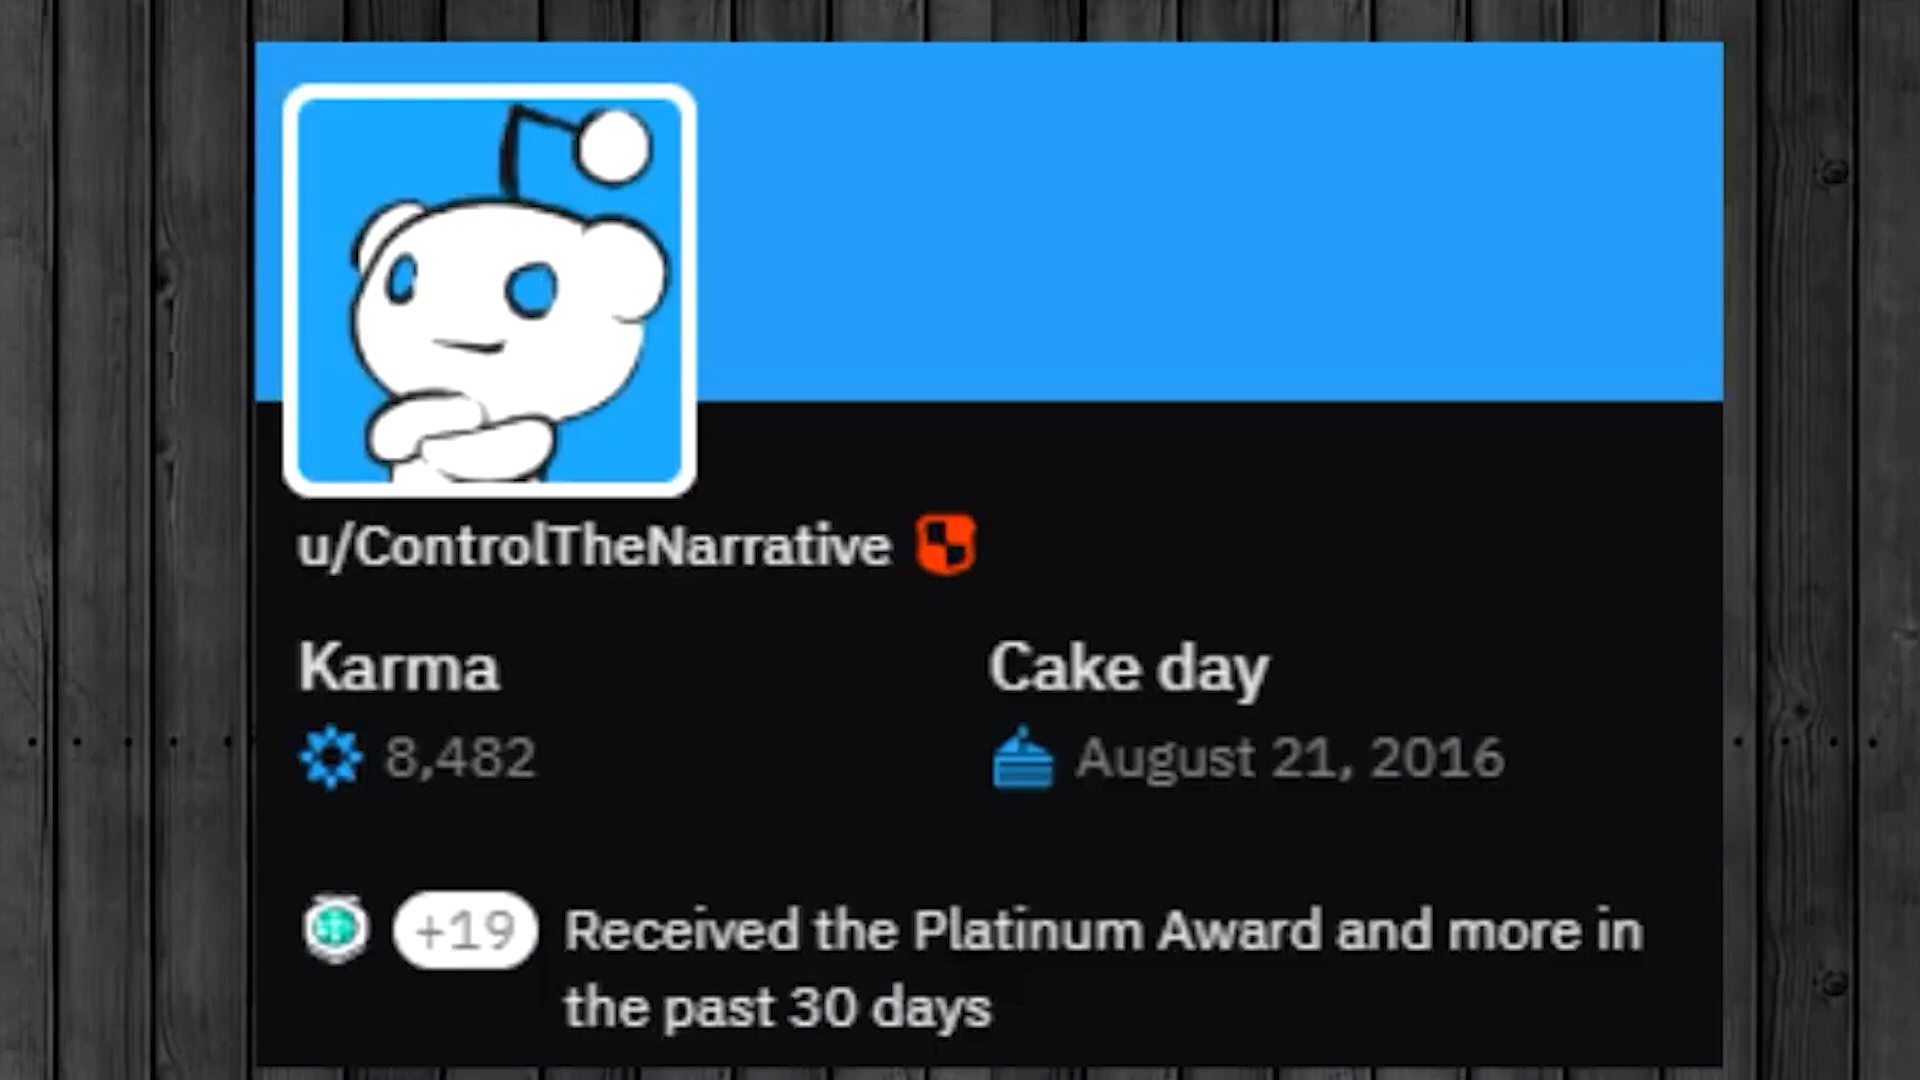 u/ControlTheNarrative
Karma
Cake day
8,482
August 21, 2016
+19
Received the Platinum Award and more in
the past 30 days